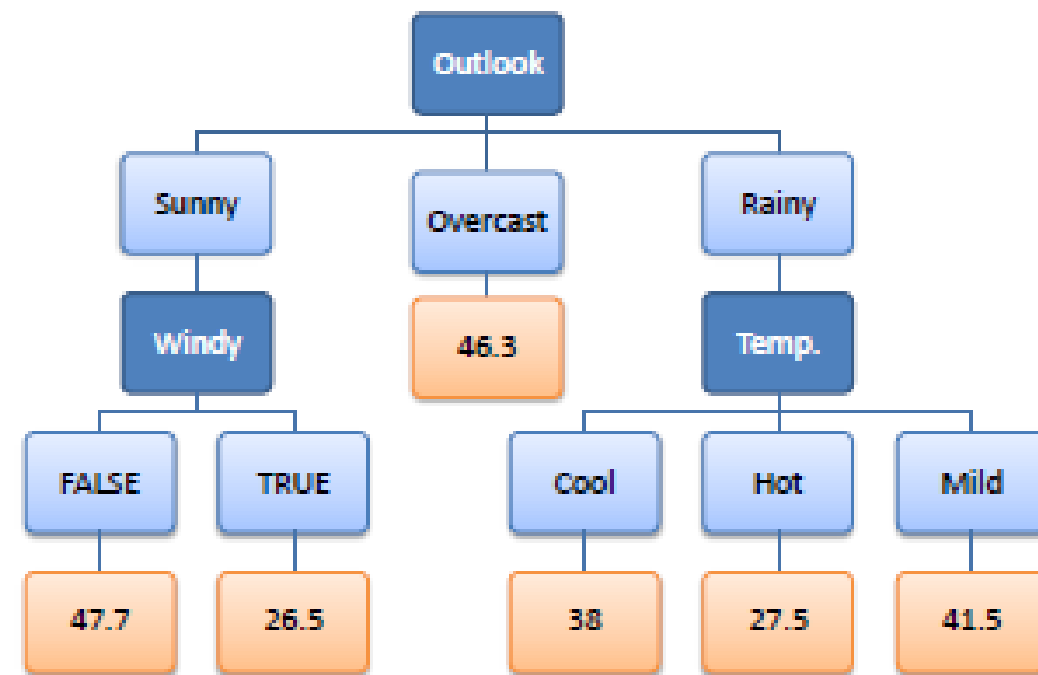 Outlook
Sunny
Overcast
Rainy
Windy
46.3
Temp.
FALSE
TRUE
Cool
Hot
Mild
47.7
26.5
38
27.5
41.5